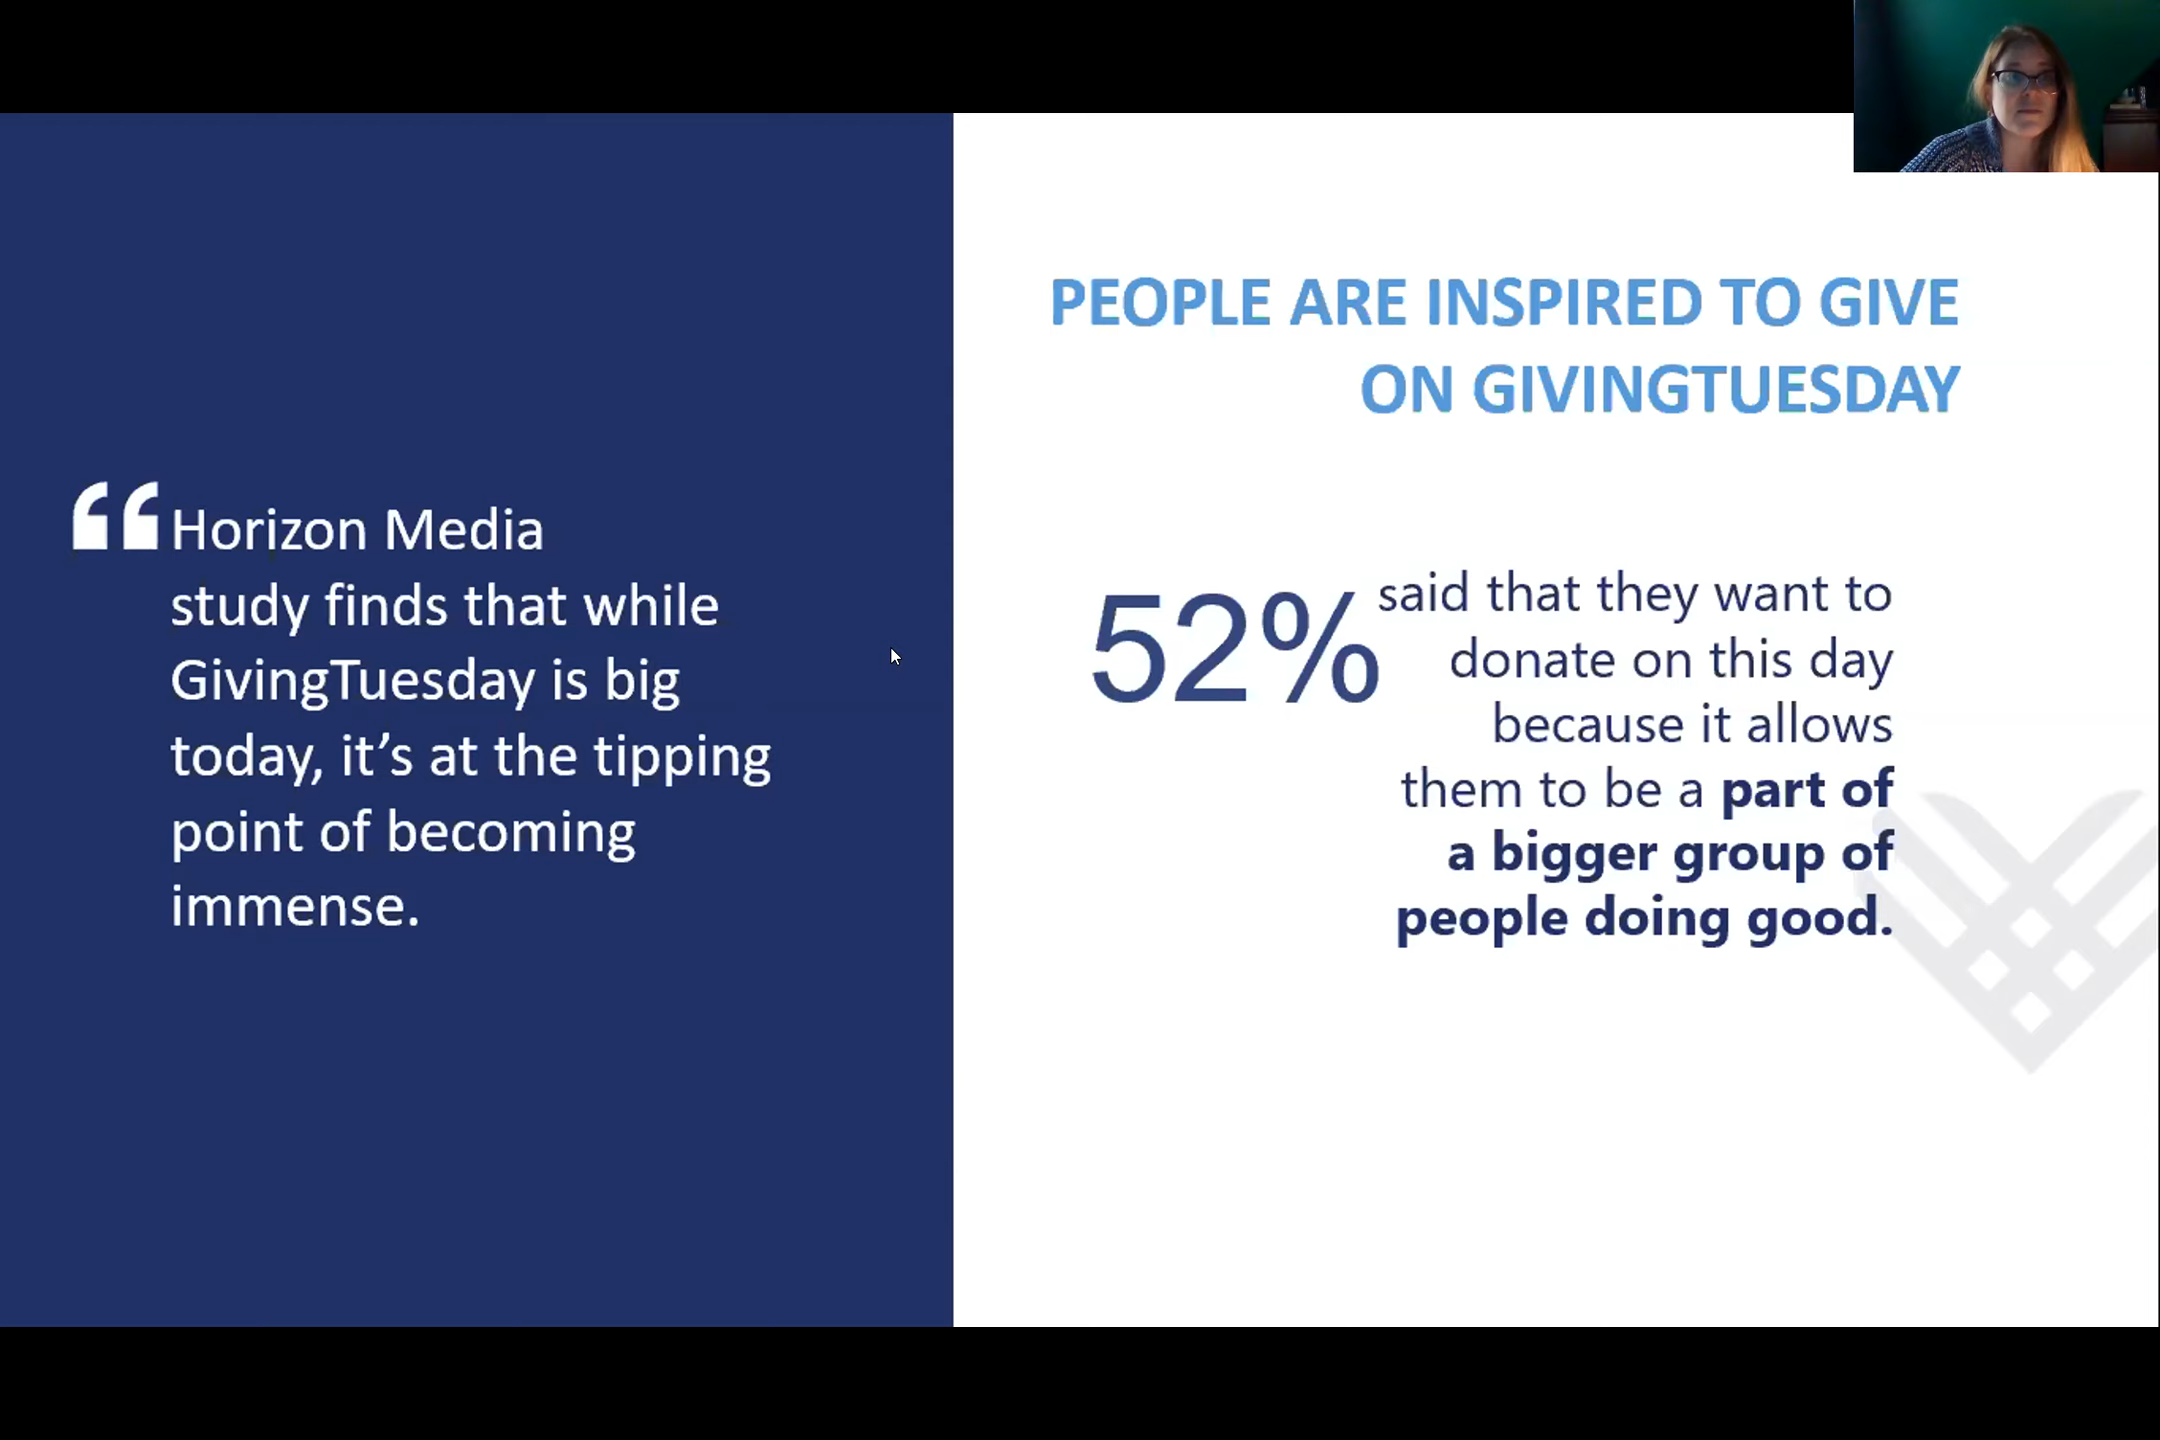 “Horizon Media
study finds that while
GivingTuesday is big
today, it’s at the tipping
point of becoming
immense.
PEOPLE ARE INSPIRED TO GIVE
ON GIVINGTUESDAY
52% said that they want to
donate on this day
because it allows
them to be a part of
a bigger group of
people doing good.